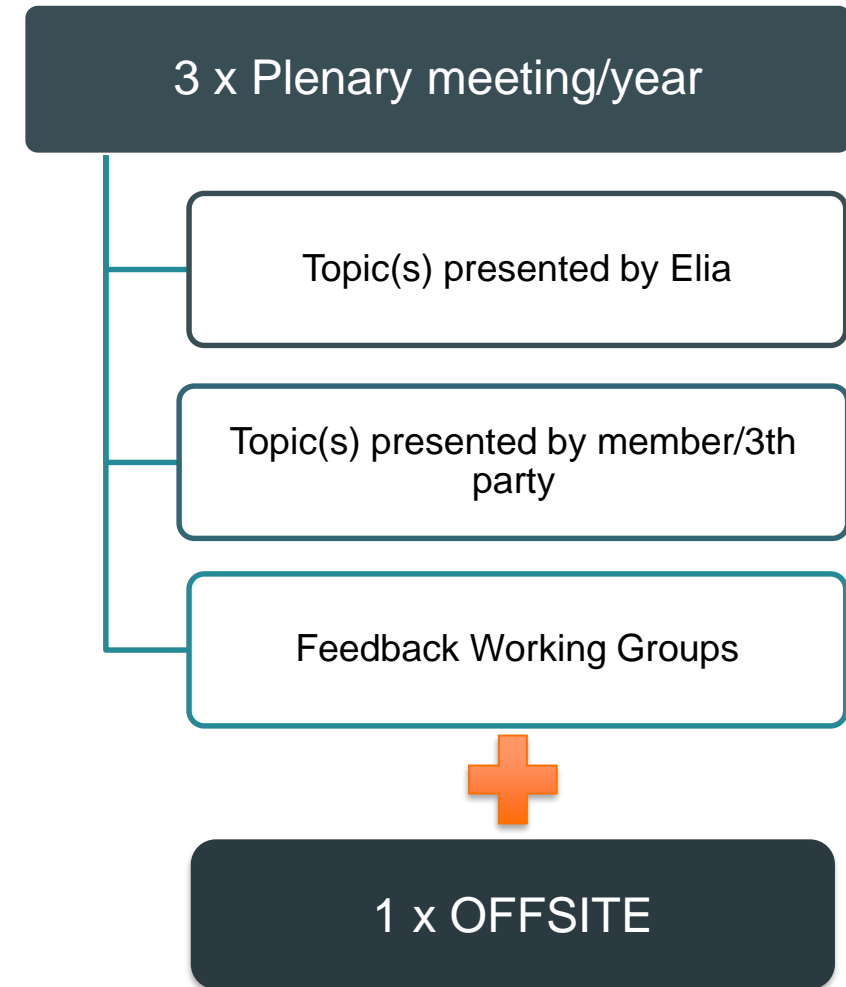 3 x Plenary meeting/year
Topic(s) presented by Elia
Topic(s) presented by member/3th
party
Feedback Working Groups
1 x OFFSITE